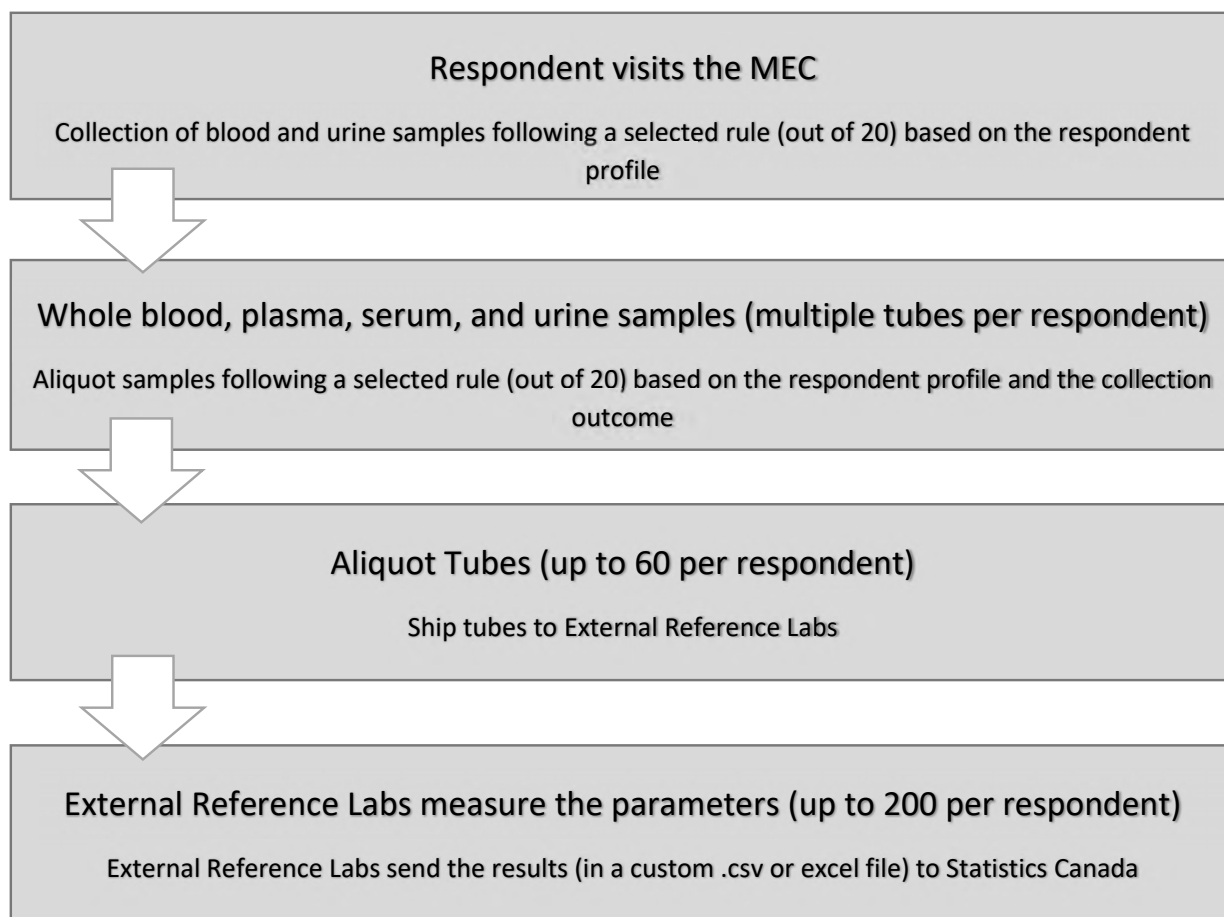 Respondent visits the MEC
Collection of blood and urine samples following a selected rule (out of 20) based on the respondent
profile
Whole blood, plasma, serum, and urine samples (multiple tubes per respondent)
Aliquot samples following a selected rule (out of 20) based on the respondent profile and the collection
outcome
Aliquot Tubes (up to 60 per respondent)
Ship tubes to External Reference Labs
External Reference Labs measure the parameters (up to 200 per respondent)
External Reference Labs send the results (in a custom .csv or excel file) to Statistics Canada